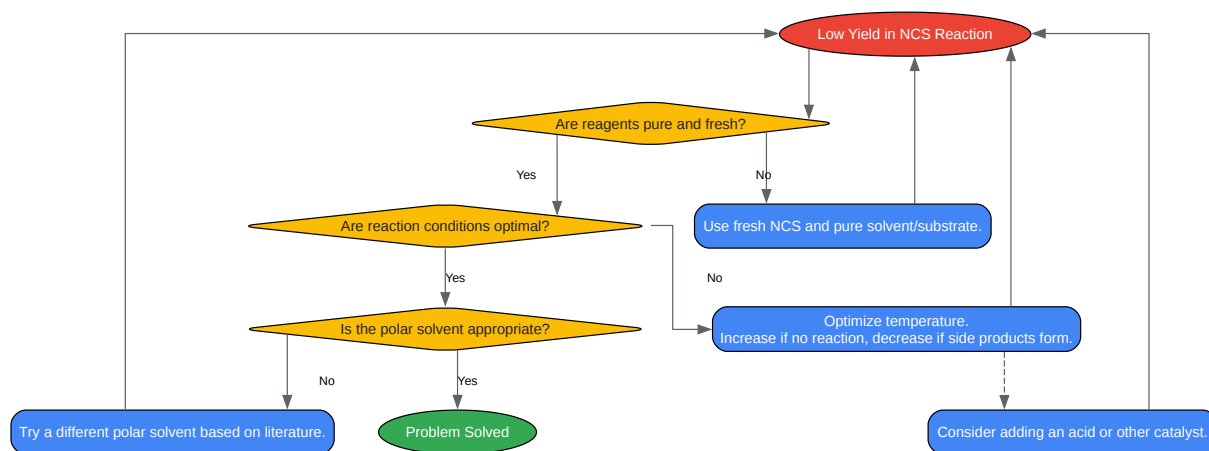 Low Yield in NCS Reaction
Are reagents pure and fresh?
Yes
No
Are reaction conditions optimal?
Use fresh NCS and pure solvent/substrate.
Yes
No
Is the polar solvent appropriate?
Optimize temperature.
Increase if no reaction, decrease if side products form.
No
Yes
Try a different polar solvent based on literature.
Problem Solved
Consider adding an acid or other catalyst.